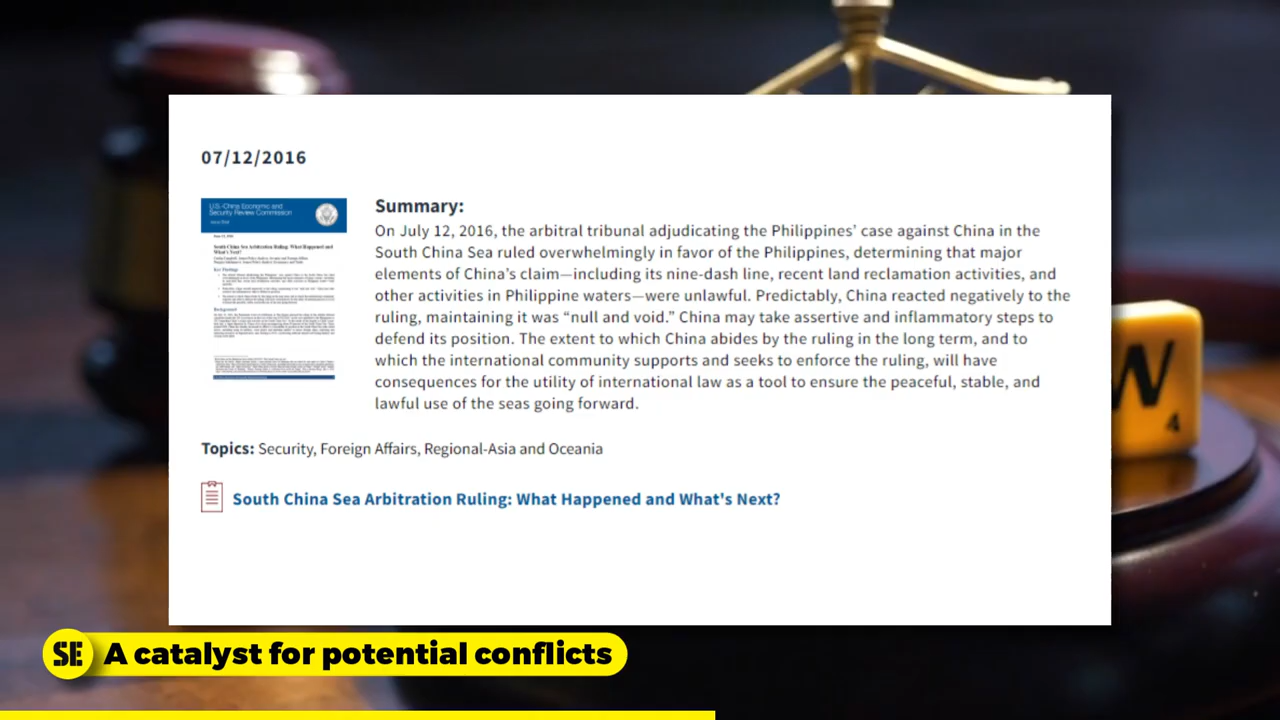 07/12/2016
U.S.-China Economic and
Security Review Commission
South China Sea Arbitration Ruling: What Happened and
What's Next?
Summary:
On July 12, 2016, the arbitral tribunal adjudicating the Philippines’ case against China in the
South China Sea ruled overwhelmingly in favor of the Philippines, determining that major
elements of China’s claim—including its nine-dash line, recent land reclamation activities, and
other activities in Philippine waters—were unlawful. Predictably, China reacted negatively to the
ruling, maintaining it was “null and void.” China may take assertive and inflammatory steps to
defend its position. The extent to which China abides by the ruling in the long term, and to
which the international community supports and seeks to enforce the ruling, will have
consequences for the utility of international law as a tool to ensure the peaceful, stable, and
lawful use of the seas going forward.
Topics: Security, Foreign Affairs, Regional-Asia and Oceania
South China Sea Arbitration Ruling: What Happened and What's Next?
W
4
SE A catalyst for potential conflicts